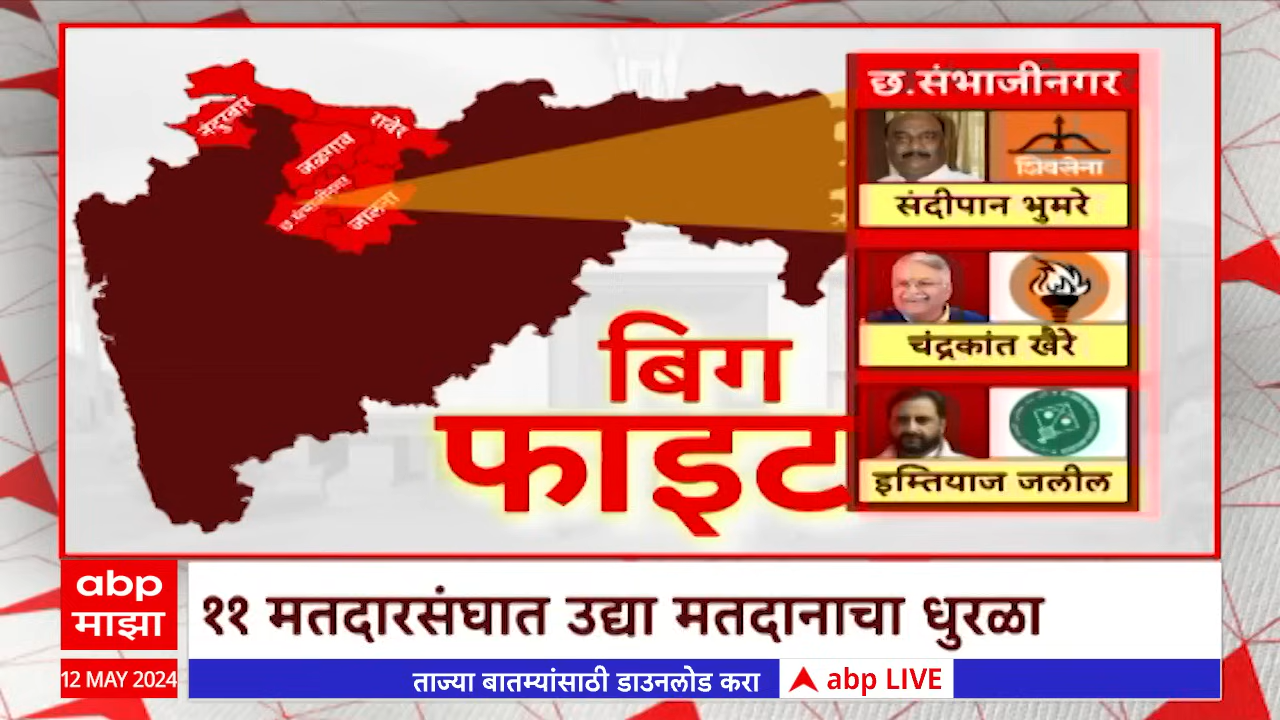 नंदुरबार
रावेर
जळगाव
छ.संभाजीनगर
जालना
छ.संभाजीनगर
शिवसेना
संदीपान भुमरे
चंद्रकांत खैरे
इम्तियाज जलील
बिग
फाइट
abp
माझा
११ मतदारसंघात उद्या मतदानाचा धुरळा
12 MAY 2024
ताज्या बातम्यांसाठी डाउनलोड करा abp LIVE